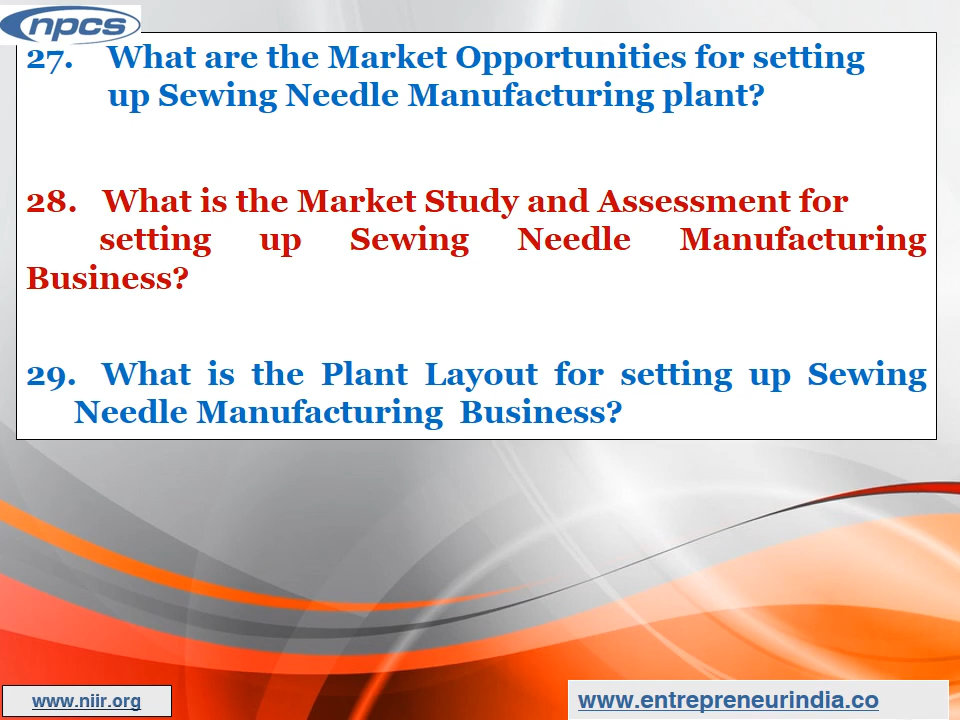 npcs
27. What are the Market Opportunities for setting
up Sewing Needle Manufacturing plant?
28. What is the Market Study and Assessment for
setting up Sewing Needle Manufacturing
Business?
29. What is the Plant Layout for setting up Sewing
Needle Manufacturing Business?
www.niir.org
www.entrepreneurindia.co